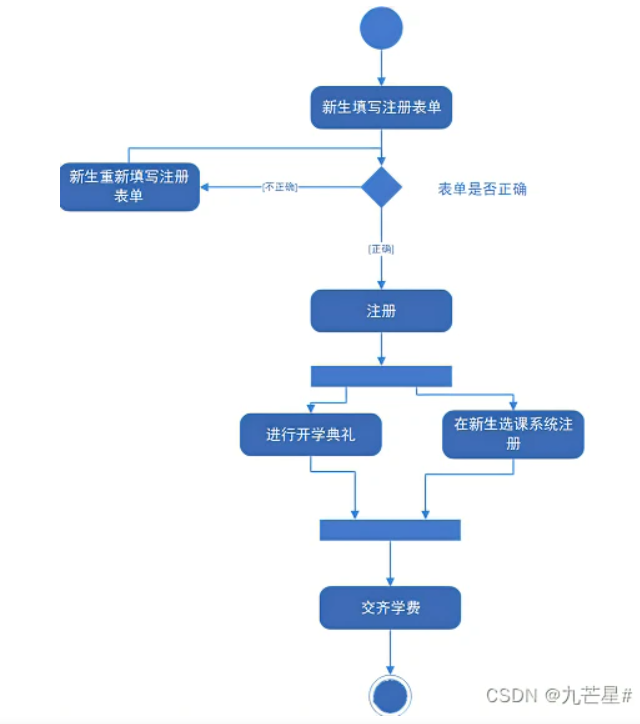 新生填写注册表单
新生重新填写注册
表单
[不正确]
表单是否正确
[正确]
注册
进行开学典礼
在新生选课系统注
册
交齐学费
CSDN @九芒星#